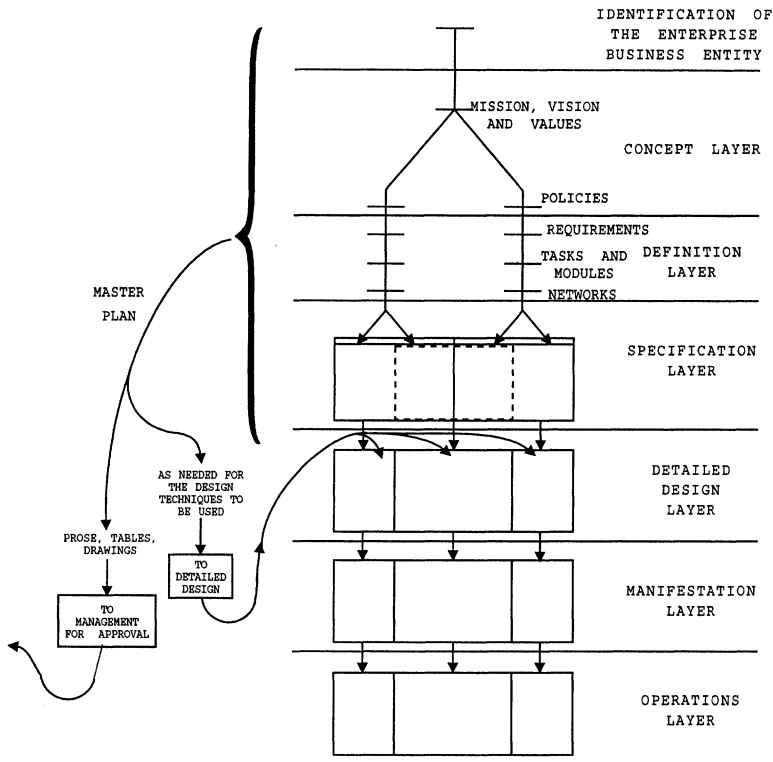 IDENTIFICATION OF
THE ENTERPRISE
BUSINESS ENTITY
MISSION, VISION
AND VALUES
CONCEPT LAYER
POLICIES
REQUIREMENTS
TASKS AND
MODULES
DEFINITION
LAYER
NETWORKS
MASTER
PLAN
SPECIFICATION
LAYER
AS NEEDED FOR
THE DESIGN
TECHNIQUES TO
BE USED
DETAILED
DESIGN
LAYER
PROSE, TABLES,
DRAWINGS
TO
DETAILED
DESIGN
TO
MANAGEMENT
FOR APPROVAL
MANIFESTATION
LAYER
OPERATIONS
LAYER